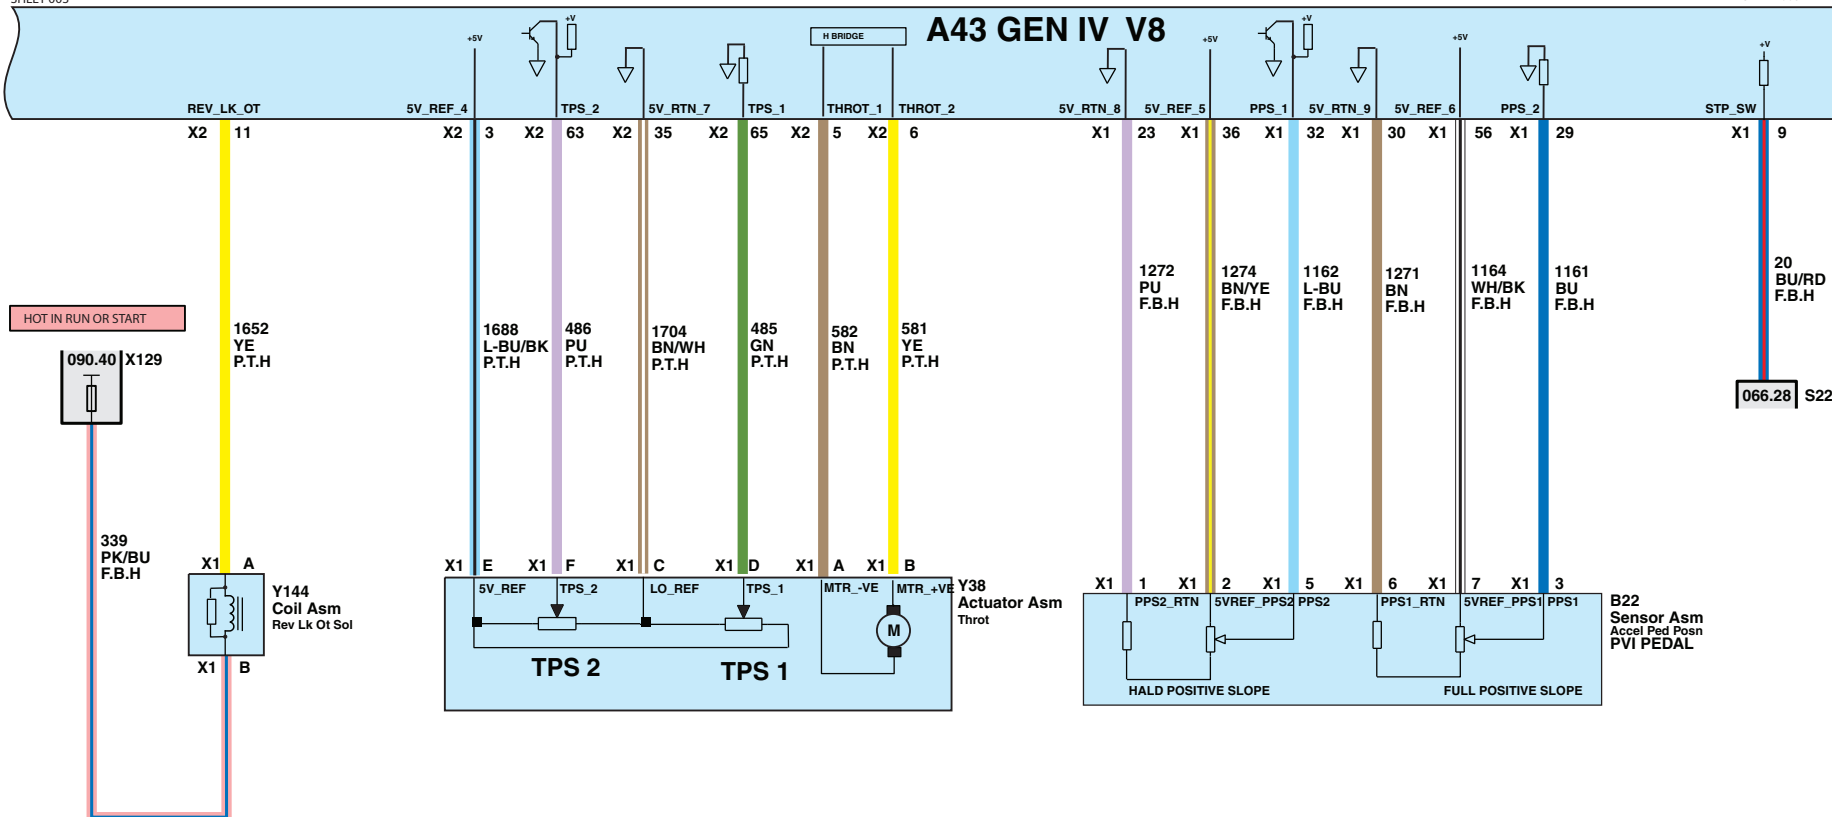 SHEET 005
A43 GEN IV V8
+5V
+V
H BRIDGE
+5V
+V
+5V
+V
REV_LK_OT
5V_REF_4
TPS_2
5V_RTN_7
TPS_1
THROT_1
THROT_2
5V_RTN_8
5V_REF_5
PPS_1
5V_RTN_9
5V_REF_6
PPS_2
STP_SW
X2 11
X2 3
X2 63
X2 35
X2 65
X2 5
X2 6
X1 23
X1 36
X1 32
X1 30
X1 56
X1 29
X1 9
1272
PU
F.B.H
1274
BN/YE
F.B.H
1162
L-BU
F.B.H
1271
BN
F.B.H
1164
WH/BK
F.B.H
1161
BU
F.B.H
20
BU/RD
F.B.H
HOT IN RUN OR START
090.40 X129
1652
YE
P.T.H
1688
L-BU/BK
P.T.H
486
PU
P.T.H
1704
BN/WH
P.T.H
485
GN
P.T.H
582
BN
P.T.H
581
YE
P.T.H
066.28 S22
339
PK/BU
F.B.H
X1 A
Y144
Coil Asm
Rev Lk Ot Sol
X1 B
X1 E
X1 F
X1 C
X1 D
X1 A
X1 B
5V_REF
TPS_2
LO_REF
TPS_1
MTR_-VE
MTR_+VE
Y38
Actuator Asm
Throt
M
TPS 2
TPS 1
X1 1
X1 2
X1 5
X1 6
X1 7
X1 3
PPS2_RTN
5VREF_PPS2
PPS2
PPS1_RTN
5VREF_PPS1
PPS1
B22
Sensor Asm
Accel Ped Posn
PVI PEDAL
HALD POSITIVE SLOPE
FULL POSITIVE SLOPE